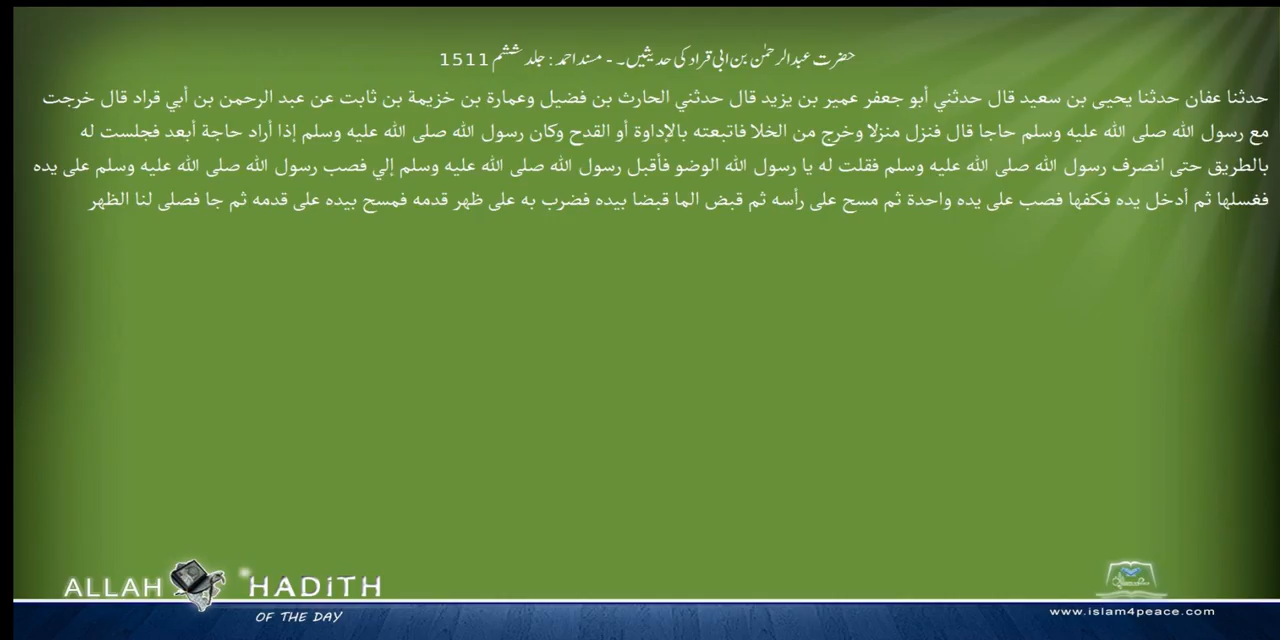 حضرت عبدالرحمٰن بن ابی قراد کی حدیثیں۔ - مسند احمد : جلد ششم 1511
حدثنا عفان حدثنا يحيى بن سعيد قال حدثني أبو جعفر عمير بن يزيد قال حدثني الحارث بن فضيل وعمارة بن خزيمة بن ثابت عن عبد الرحمن بن أبي قراد قال خرجت
مع رسول الله صلى الله عليه وسلم حاجا قال فنزل منزلا وخرج من الخلا فاتبعته بالإداوة أو القدح وكان رسول الله صلى الله عليه وسلم إذا أراد حاجة أبعد فجلست له
بالطريق حتى انصرف رسول الله صلى الله عليه وسلم فقلت له يا رسول الله الوضو فأقبل رسول الله صلى الله عليه وسلم إلي فصب رسول الله صلى الله عليه وسلم على يده
فغسلها ثم أدخل يده فكفها فصب على يده واحدة ثم مسح على رأسه ثم قبض الما قبضا بيده فضرب به على ظهر قدمه فمسح بيده على قدمه ثم جا فصلى لنا الظهر
ALLAH HADITH
OF THE DAY
www.islam4peace.com